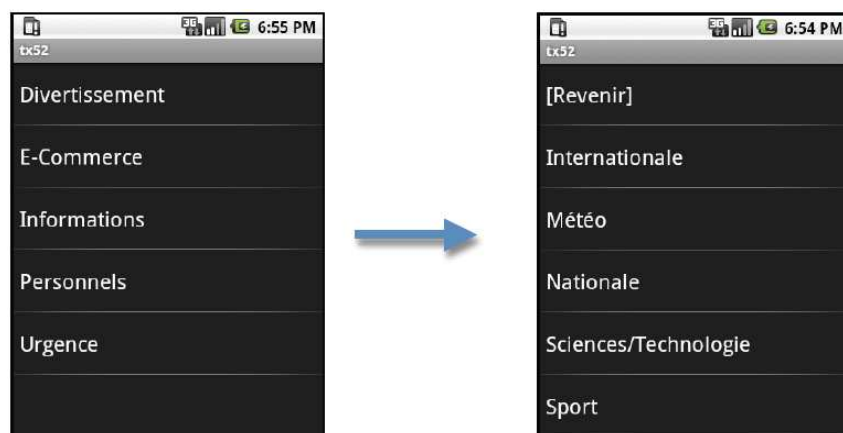 6:55 PM
tx52
Divertissement
E-Commerce
Informations
Personnels
Urgence
3G 6:54 PM
tx52
[Revenir]
Internationale
Météo
Nationale
Sciences/Technologie
Sport